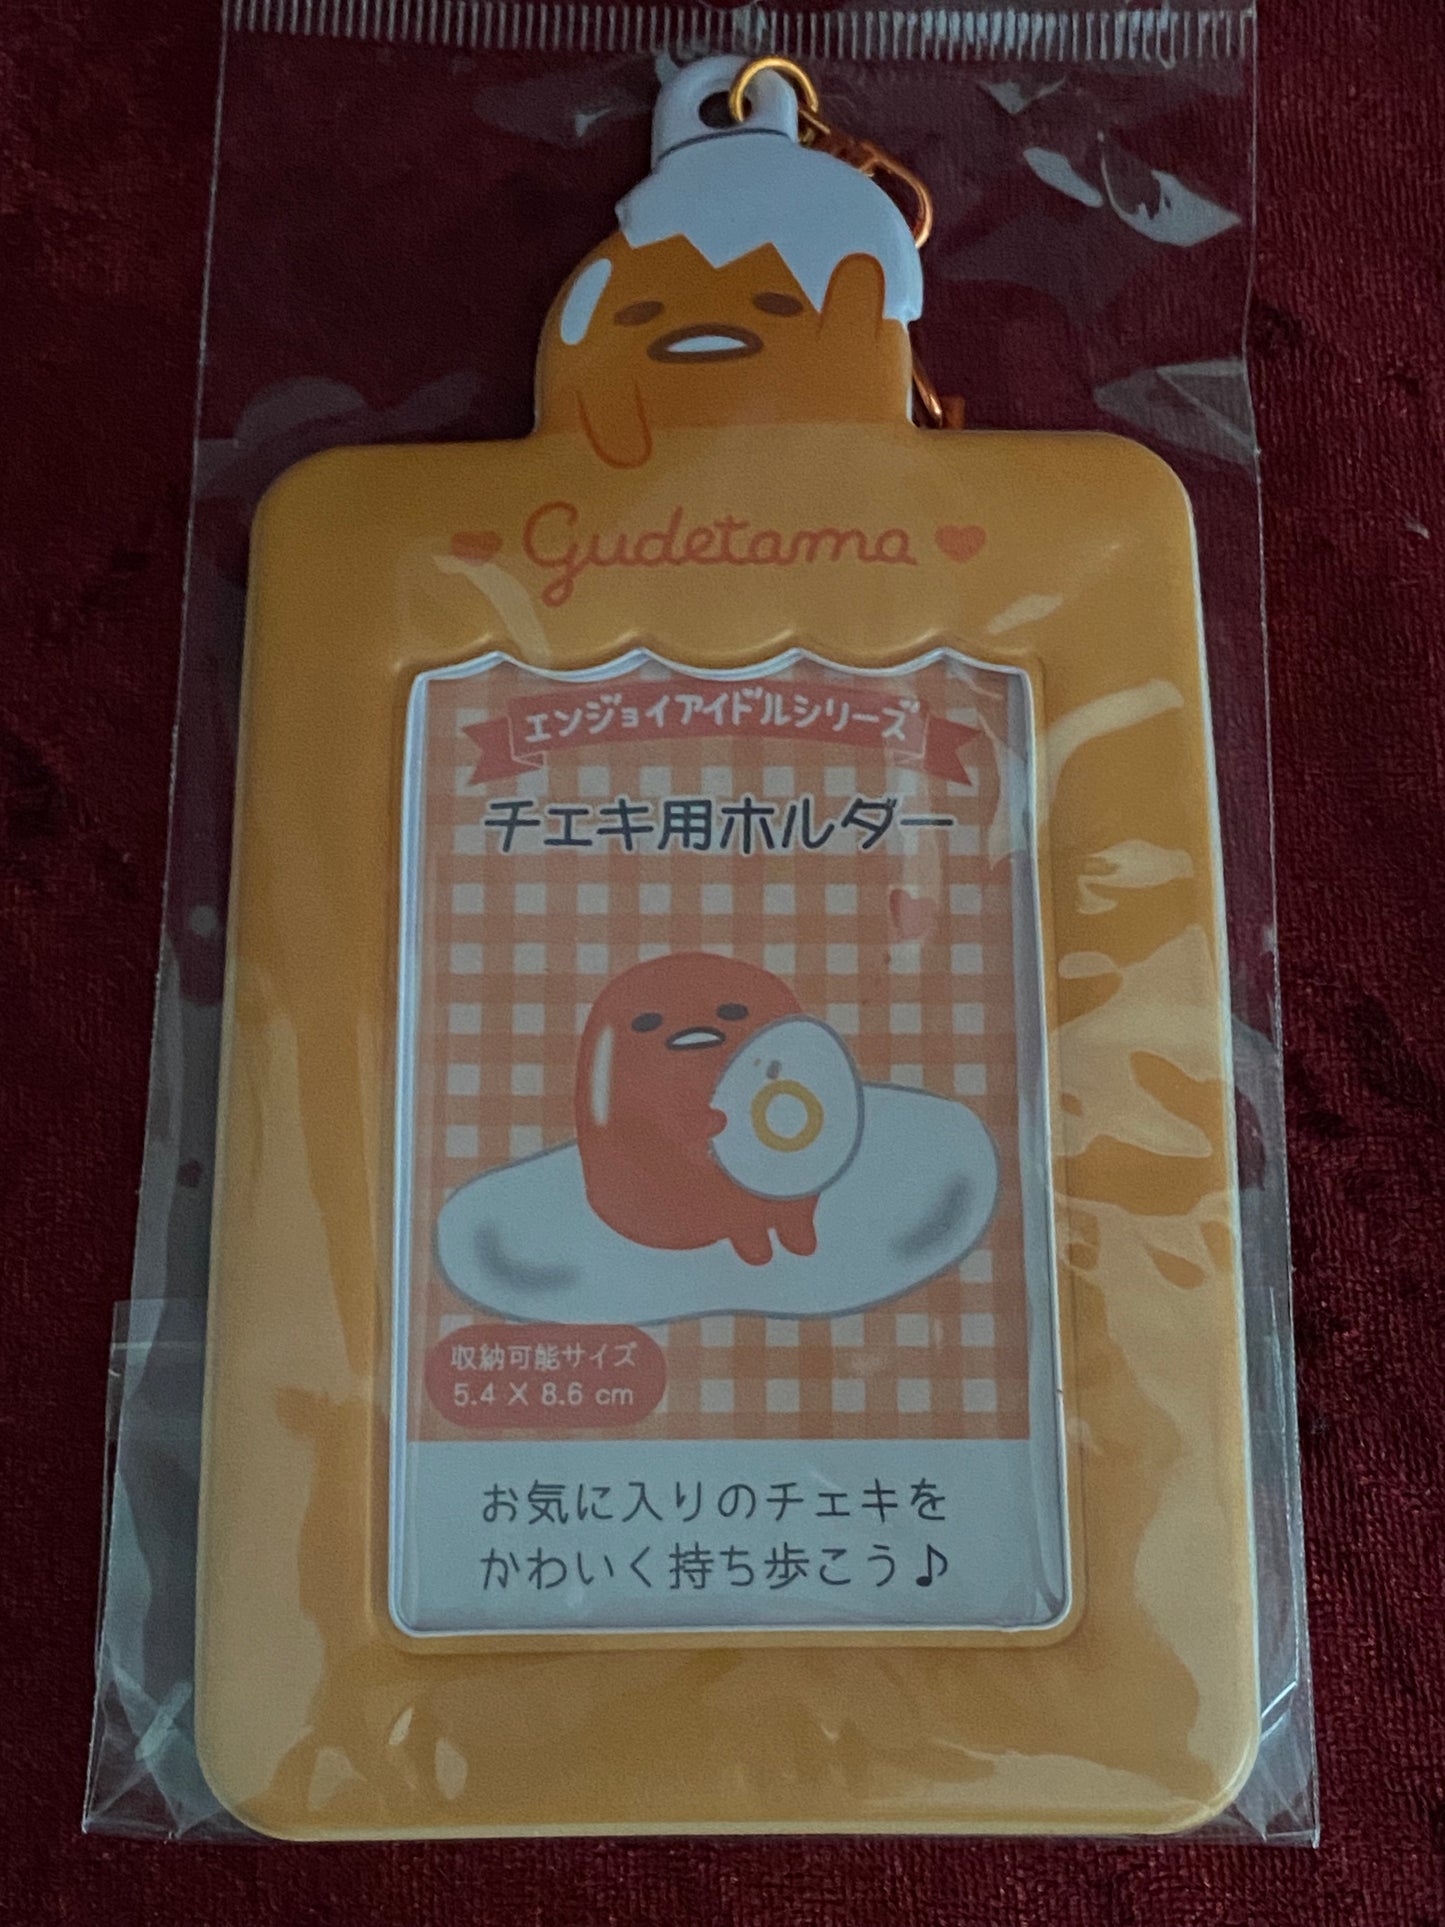 Gudetama
エンジョイアイドルシリーズ
チェキ用ホルダー
収納可能サイズ
5.4 X 8.6 cm
お気に入りのチェキを
かわいく持ち歩こう♪